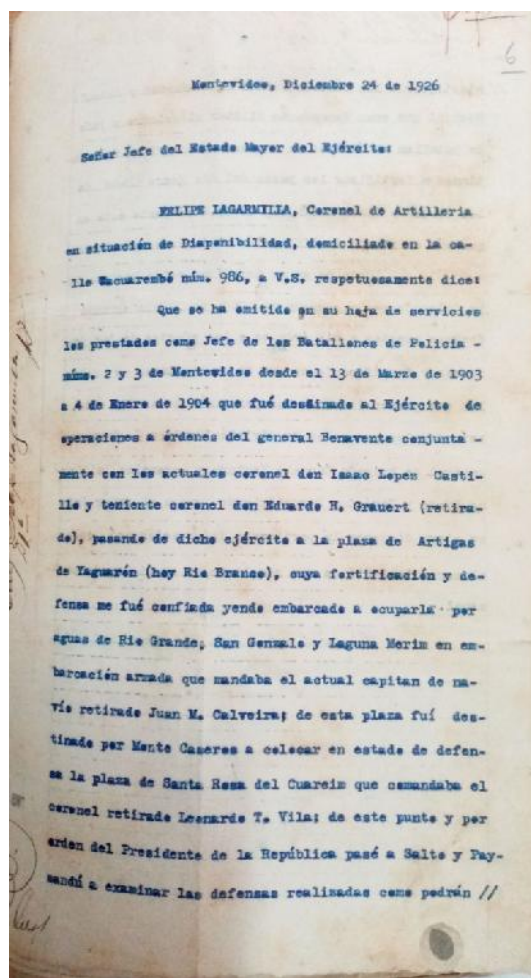 6
Montevideo, Diciembre 24 de 1926
Señor Jefe del Estado Mayor del Ejército:
FELIPE LAGARMILLA, Coronel de Artilleria
en situación de Disponibilidad, domiciliado en la ca-
lle Tacuarembó núm. 986, a V.S. respetuosamente dice:
Que se ha omitido en su hoja de servicios
los prestados como Jefe de los Batallones de Policia -
núms. 2 y 3 de Montevideo desde el 13 de Marzo de 1903
a 4 de Enero de 1904 que fué destinado al Ejército de
operaciones a órdenes del general Benavente conjunta -
mente con los actuales coronel don Isaac Lopez Casti-
llo y teniente coronel don Eduardo H. Grauert (retira-
do), pasando de dicho ejército a la plaza de Artigas
de Yaguarón (hoy Rio Branco), cuya fortificación y de-
fensa me fué confiada yendo embarcado a ocuparla por
aguas de Rio Grande; San Gonzalo y Laguna Merim en em-
barcación armada que mandaba el actual capitan de na-
vío retirado Juan M. Calveira; de esta plaza fuí des-
tinado por Monte Caseros a colocar en estado de defen-
sa la plaza de Santa Rosa del Cuareim que comandaba el
coronel retirado Leonardo T. Vila; de este punto y por
orden del Presidente de la República pasé a Salto y Pay-
sandú a examinar las defensas realizadas como podrán //